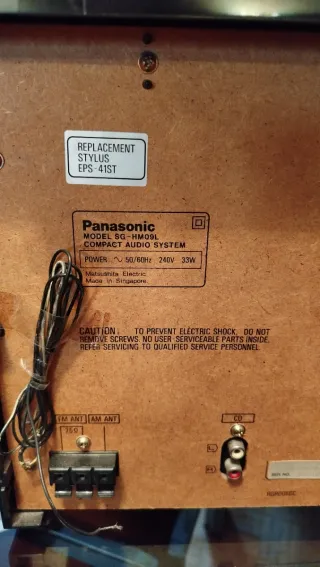 REPLACEMENT
STYLUS
EPS-41ST
Panasonic
MODEL SG-HM09L
COMPACT AUDIO SYSTEM
POWER ~ 50/60Hz 240V 33W
Matsushita Electric
Made in Singapore
CAUTION: TO PREVENT ELECTRIC SHOCK, DO NOT
REMOVE SCREWS. NO USER-SERVICEABLE PARTS INSIDE.
REFER SERVICING TO QUALIFIED SERVICE PERSONNEL.
FM ANT AM ANT
75Ω
CD